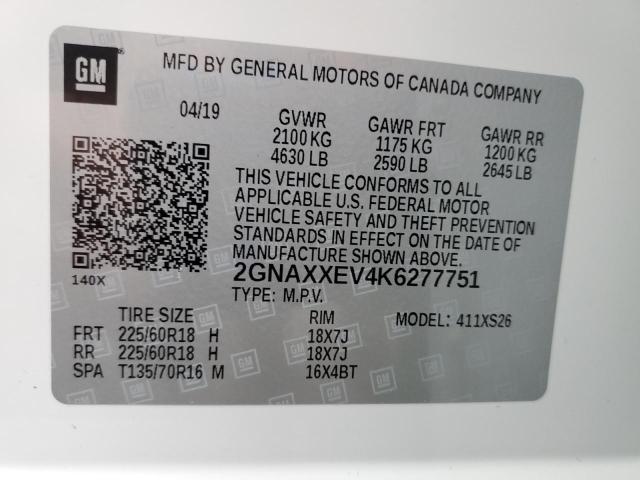 GM
MFD BY GENERAL MOTORS OF CANADA COMPANY
04/19 GVWR GAWR FRT GAWR RR
2100 KG 1175 KG 1200 KG
4630 LB 2590 LB 2645 LB
THIS VEHICLE CONFORMS TO ALL
APPLICABLE U.S. FEDERAL MOTOR
VEHICLE SAFETY AND THEFT PREVENTION
STANDARDS IN EFFECT ON THE DATE OF
MANUFACTURE SHOWN ABOVE.
140X
2GNAXXEV4K6277751
TYPE: M.P.V.
TIRE SIZE RIM MODEL: 411XS26
FRT 225/60R18 H 18X7J
RR 225/60R18 H 18X7J
SPA T135/70R16 M 16X4BT